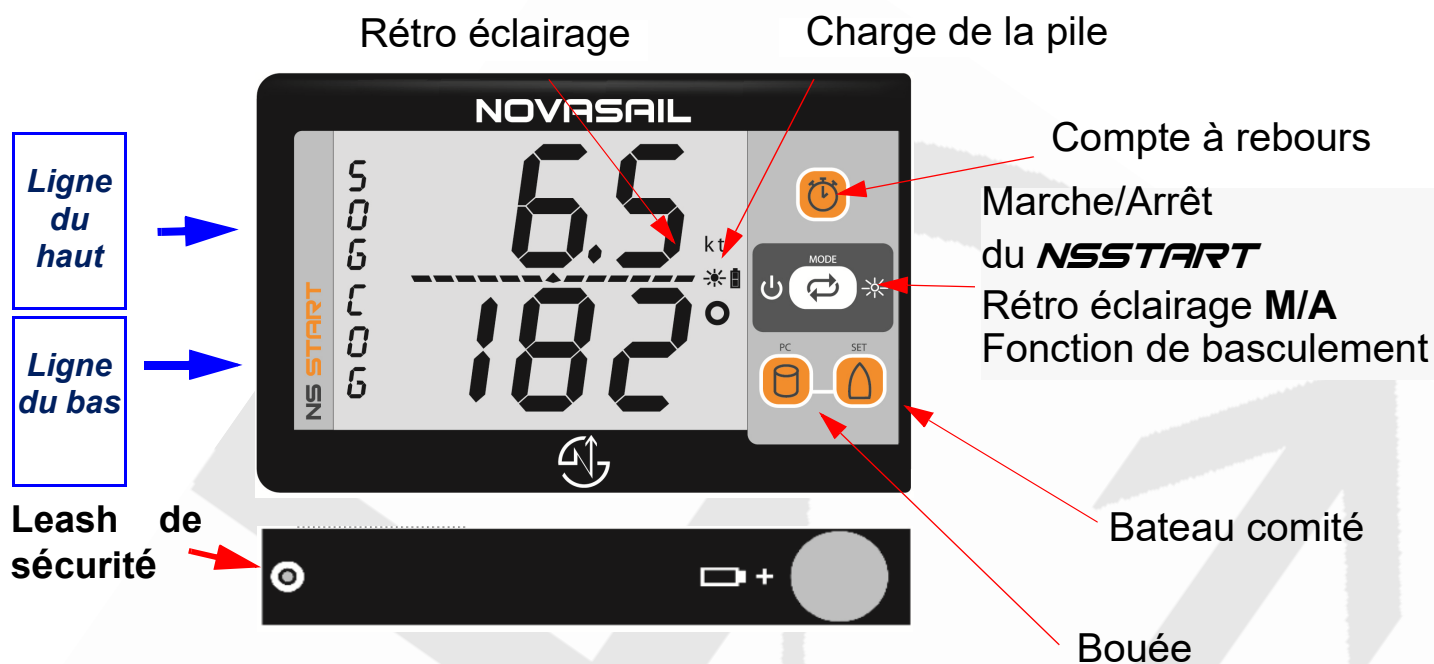 Rétro éclairage
Charge de la pile
Ligne
du
haut
Ligne
du bas
Leash de
sécurité
NOVASAIL
NS START
SOG
COG
6.5
kt
182
MODE
PC
SET
+
Compte à rebours
Marche/Arrêt
du NSSTART
Rétro éclairage M/A
Fonction de basculement
Bateau comité
Bouée